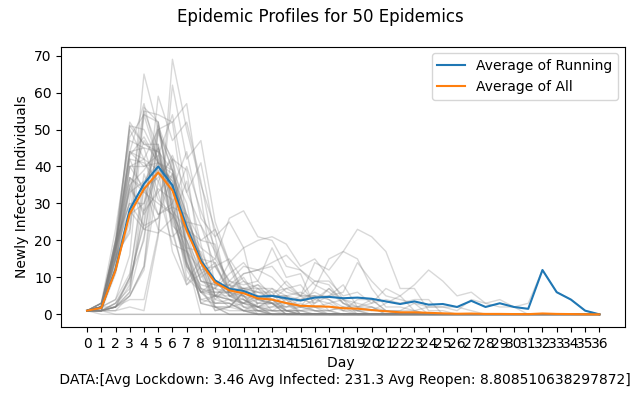 Epidemic Profiles for 50 Epidemics
Average of Running
Average of All
Newly Infected Individuals
70
60
50
40
30
20
10
0
0 1 2 3 4 5 6 7 8 9 10 11 12 13 14 15 16 17 18 19 20 21 22 23 24 25 26 27 28 29 30 31 32 33 34 35 36
Day
DATA:[Avg Lockdown: 3.46 Avg Infected: 231.3 Avg Reopen: 8.808510638297872]